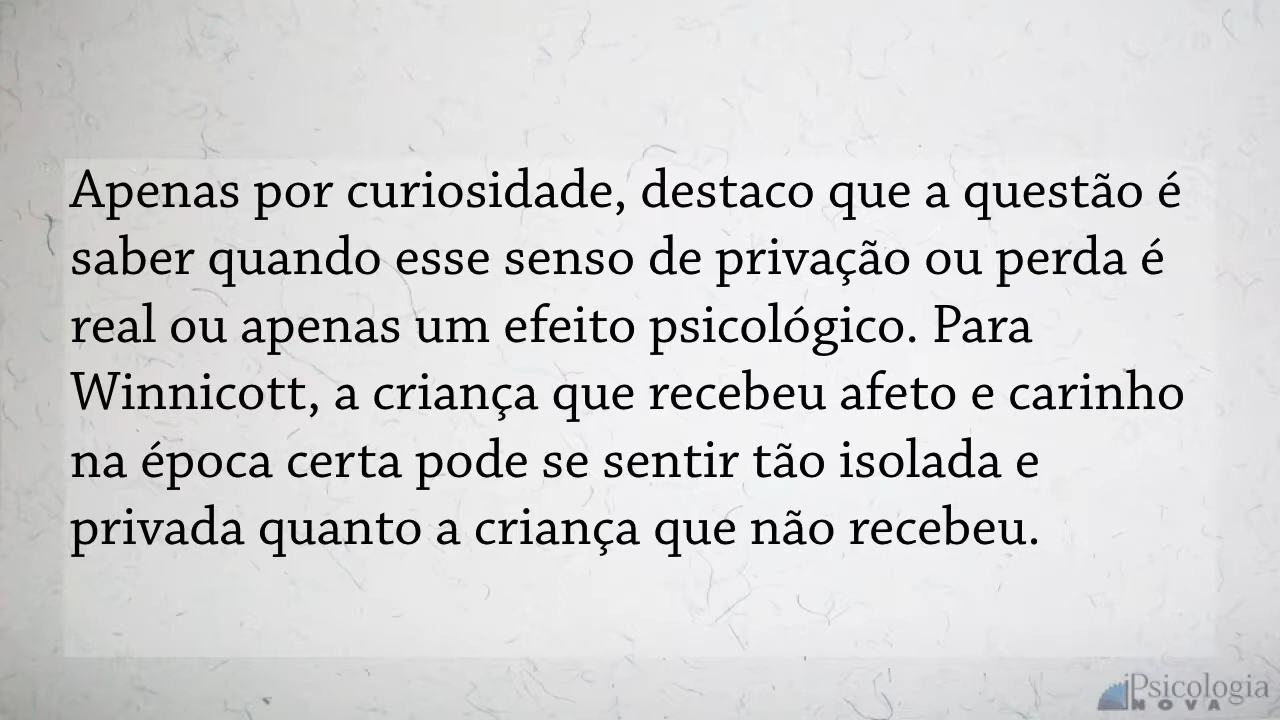 Apenas por curiosidade, destaco que a questão é
saber quando esse senso de privação ou perda é
real ou apenas um efeito psicológico. Para
Winnicott, a criança que recebeu afeto e carinho
na época certa pode se sentir tão isolada e
privada quanto a criança que não recebeu.
Psicologia
NOVA